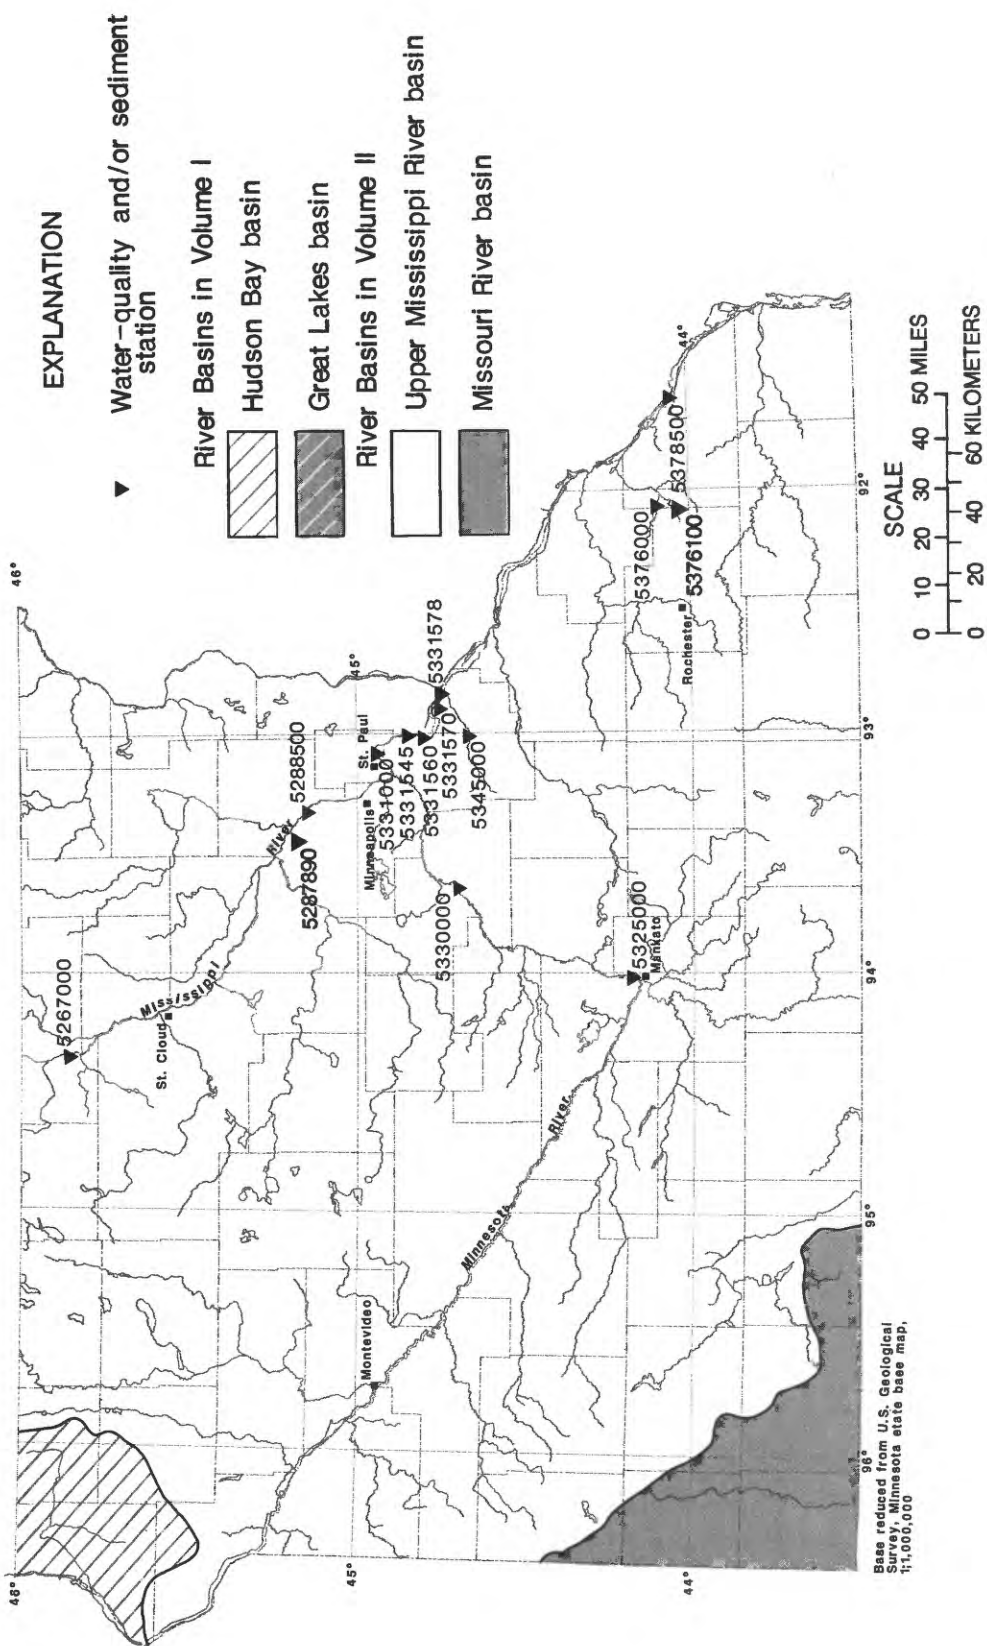 EXPLANATION
Water-quality and/or sediment
station
River Basins in Volume I
Hudson Bay basin
Great Lakes basin
River Basins in Volume II
Upper Mississippi River basin
Missouri River basin
46°
46°
45°
45°
44°
44°
96°
95°
94°
93°
92°
5267000
St. Cloud
Mississippi
River
5287890
5288500
Minneapolis
St. Paul
5331000
5331545
5331560
5331570
5331578
5345000
5330000
5325000
Mankato
Montevideo
Minnesota
River
Rochester
5376000
5376100
5378500
SCALE
0 10 20 30 40 50 MILES
0 20 40 60 KILOMETERS
Base reduced from U.S. Geological
Survey, Minnesota state base map,
1;1,000,000